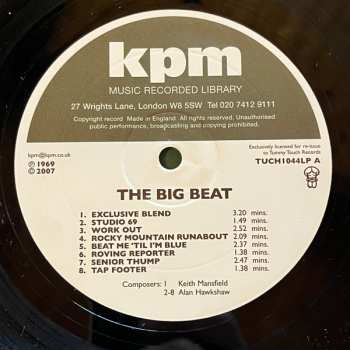 kpm
MUSIC RECORDED LIBRARY
27 Wrights Lane, London W8 5SW Tel 020 7412 9111
Copyright record Made in England. All rights reserved. Unauthorised
public performance, broadcasting and copying prohibited.
kpm@kpm.co.uk
℗ 1969
© 2007
Exclusively licensed for re-issue
to Tummy Touch Records
TUCH1044LP A
THE BIG BEAT
1 EXCLUSIVE BLEND 3.20 mins.
2 STUDIO 69 1.49 mins.
3 WORK OUT 2.52 mins.
4 ROCKY MOUNTAIN RUNABOUT 2.09 mins.
5 BEAT ME 'TIL I'M BLUE 2.37 mins.
6 ROVING REPORTER 1.38 mins.
7 SENIOR THUMP 2.47 mins.
8 TAP FOOTER 1.38 mins.
Composers: 1 Keith Mansfield
2-8 Alan Hawkshaw